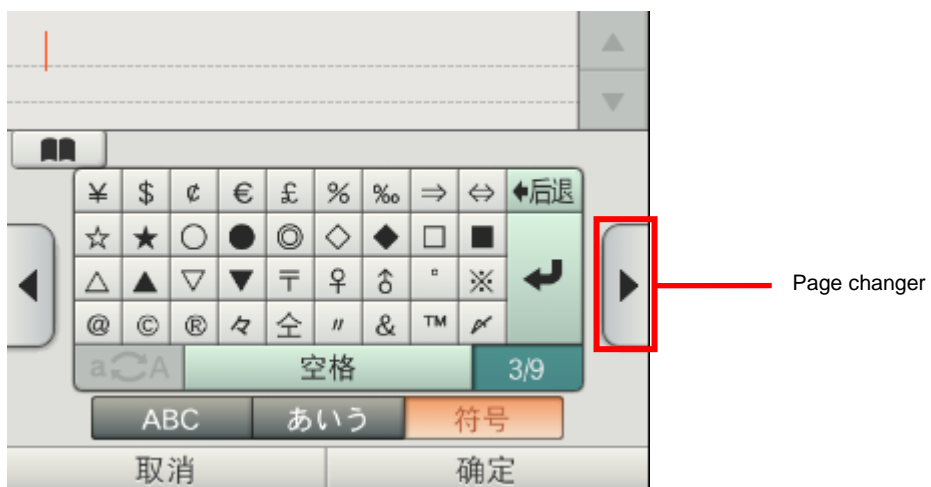 ¥ $ ¢ € £ % ‰ ⇒ ⇔ 后退
☆ ★ ○ ● ◎ ◇ ◆ □ ■
△ ▲ ▽ ▼ 〒 ♀ ♂ ° ※
Page changer
@ © ® 々 仝 〃 & ™ 〆
a A 空格 3/9
ABC あいう 符号
取消 确定